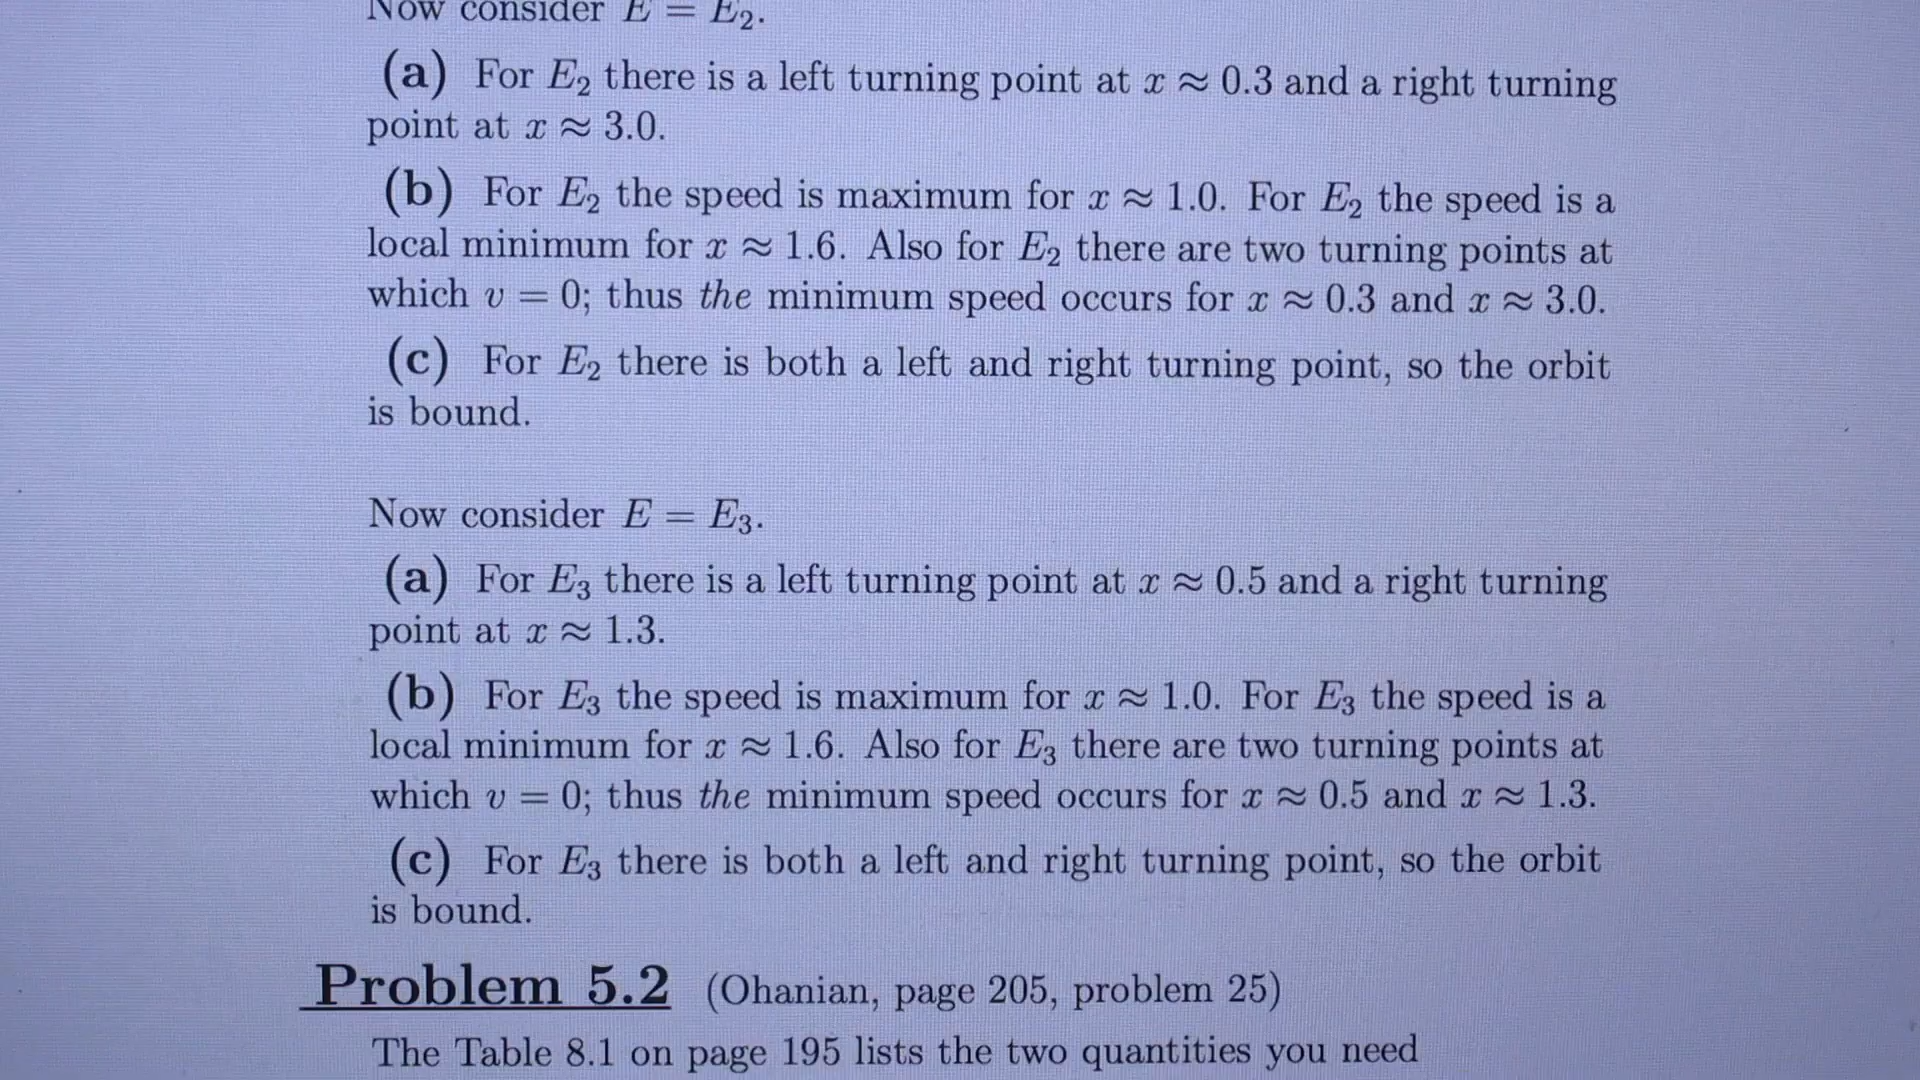 Now consider E = E₂.
(a) For E₂ there is a left turning point at x ≈ 0.3 and a right turning
point at x ≈ 3.0.
(b) For E₂ the speed is maximum for x ≈ 1.0. For E₂ the speed is a
local minimum for x ≈ 1.6. Also for E₂ there are two turning points at
which v = 0; thus the minimum speed occurs for x ≈ 0.3 and x ≈ 3.0.
(c) For E₂ there is both a left and right turning point, so the orbit
is bound.
Now consider E = E₃.
(a) For E₃ there is a left turning point at x ≈ 0.5 and a right turning
point at x ≈ 1.3.
(b) For E₃ the speed is maximum for x ≈ 1.0. For E₃ the speed is a
local minimum for x ≈ 1.6. Also for E₃ there are two turning points at
which v = 0; thus the minimum speed occurs for x ≈ 0.5 and x ≈ 1.3.
(c) For E₃ there is both a left and right turning point, so the orbit
is bound.
Problem 5.2 (Ohanian, page 205, problem 25)
The Table 8.1 on page 195 lists the two quantities you need